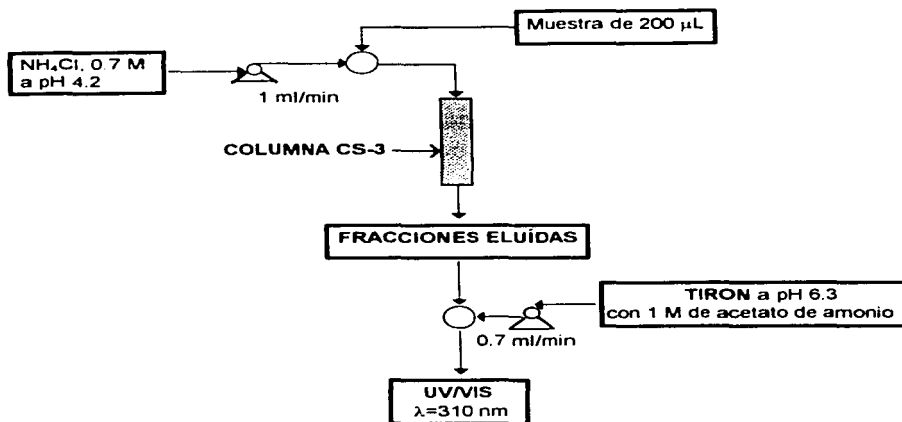 Muestra de 200 µL
NH₄Cl, 0.7 M
a pH 4.2
1 ml/min
COLUMNA CS-3
FRACCIONES ELUÍDAS
TIRON a pH 6.3
con 1 M de acetato de amonio
0.7 ml/min
UV/VIS
λ=310 nm